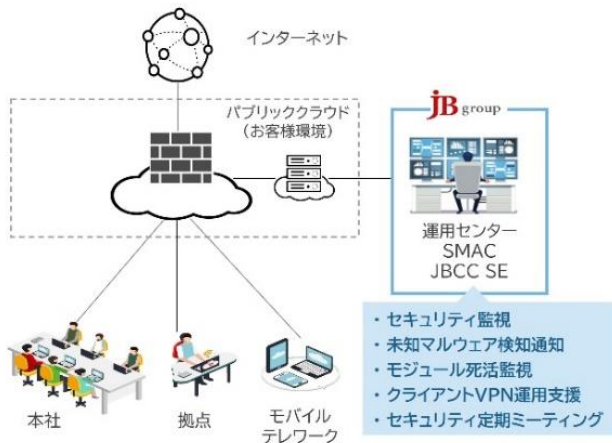 インターネット
パブリッククラウド
（お客様環境）
JB group
運用センター
SMAC
JBCC SE
・セキュリティ監視
・未知マルウェア検知通知
・モジュール死活監視
・クライアントVPN運用支援
・セキュリティ定期ミーティング
本社
拠点
モバイル
テレワーク